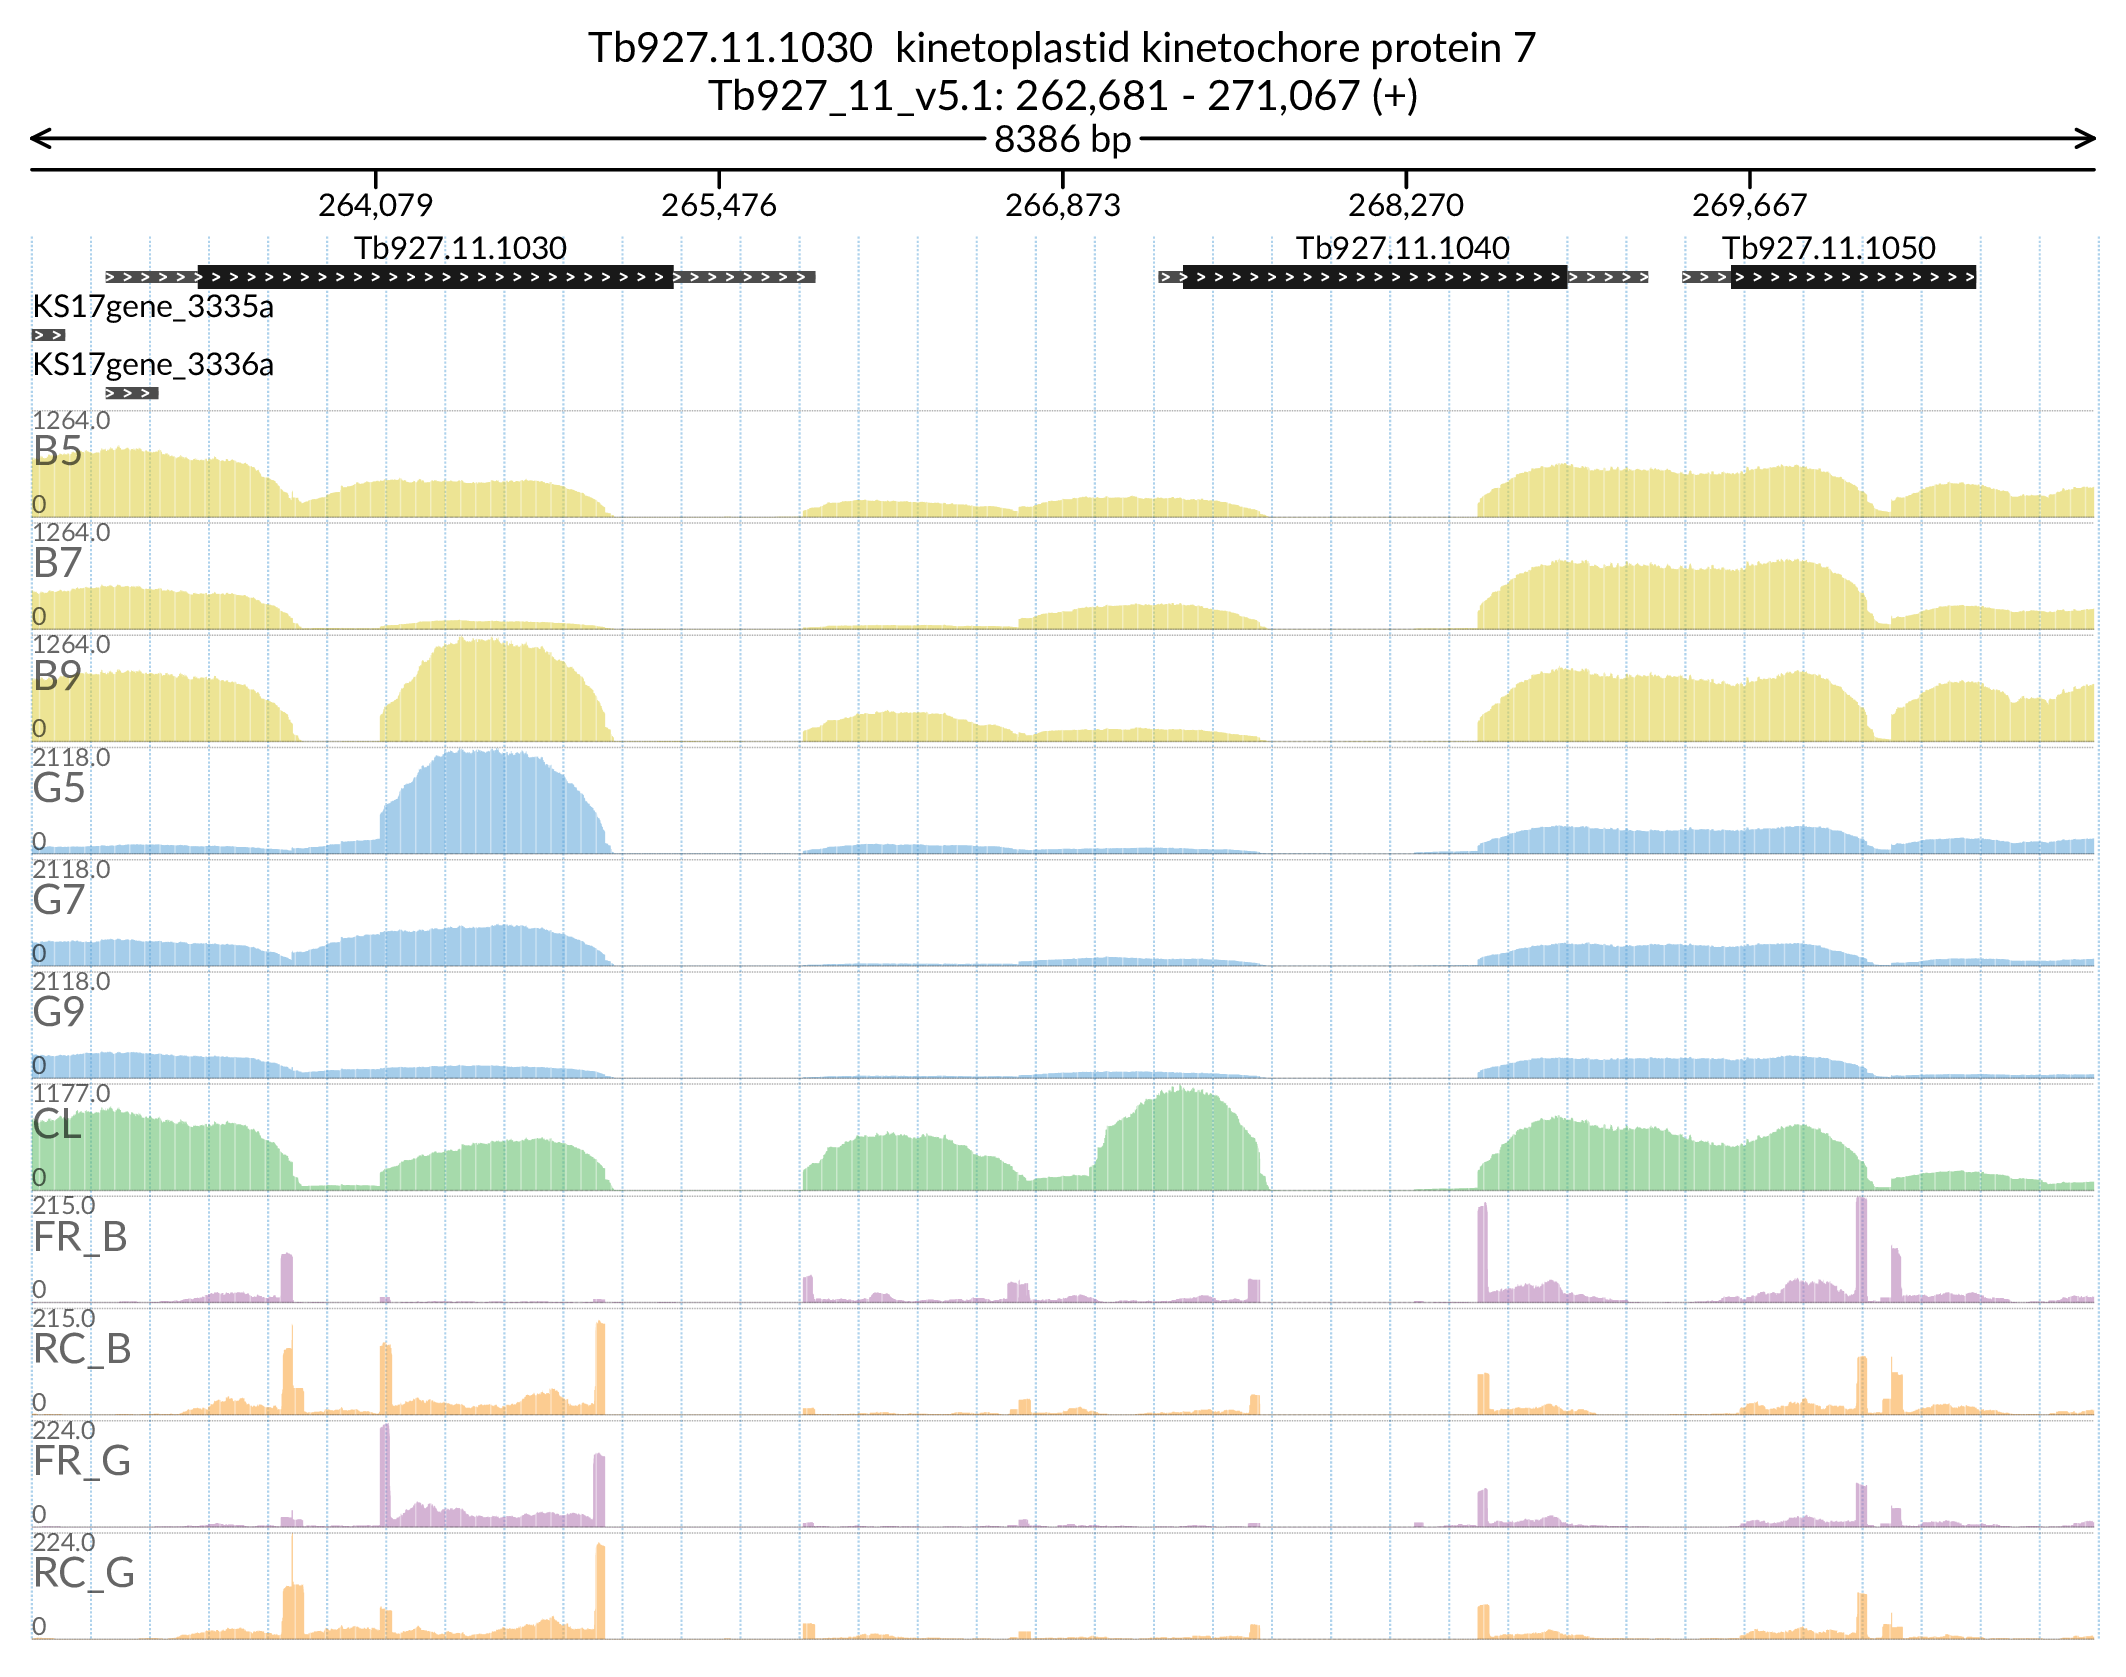 Tb927.11.1030  kinetoplastid kinetochore protein 7
Tb927_11_v5.1: 262,681 - 271,067 (+)
8386 bp
264,079 265,476 266,873 268,270 269,667
Tb927.11.1030 Tb927.11.1040 Tb927.11.1050
KS17gene_3335a
KS17gene_3336a
1264.0
B5
0
1264.0
B7
0
1264.0
B9
0
2118.0
G5
0
2118.0
G7
0
2118.0
G9
0
1177.0
CL
0
215.0
FR_B
0
215.0
RC_B
0
224.0
FR_G
0
224.0
RC_G
0